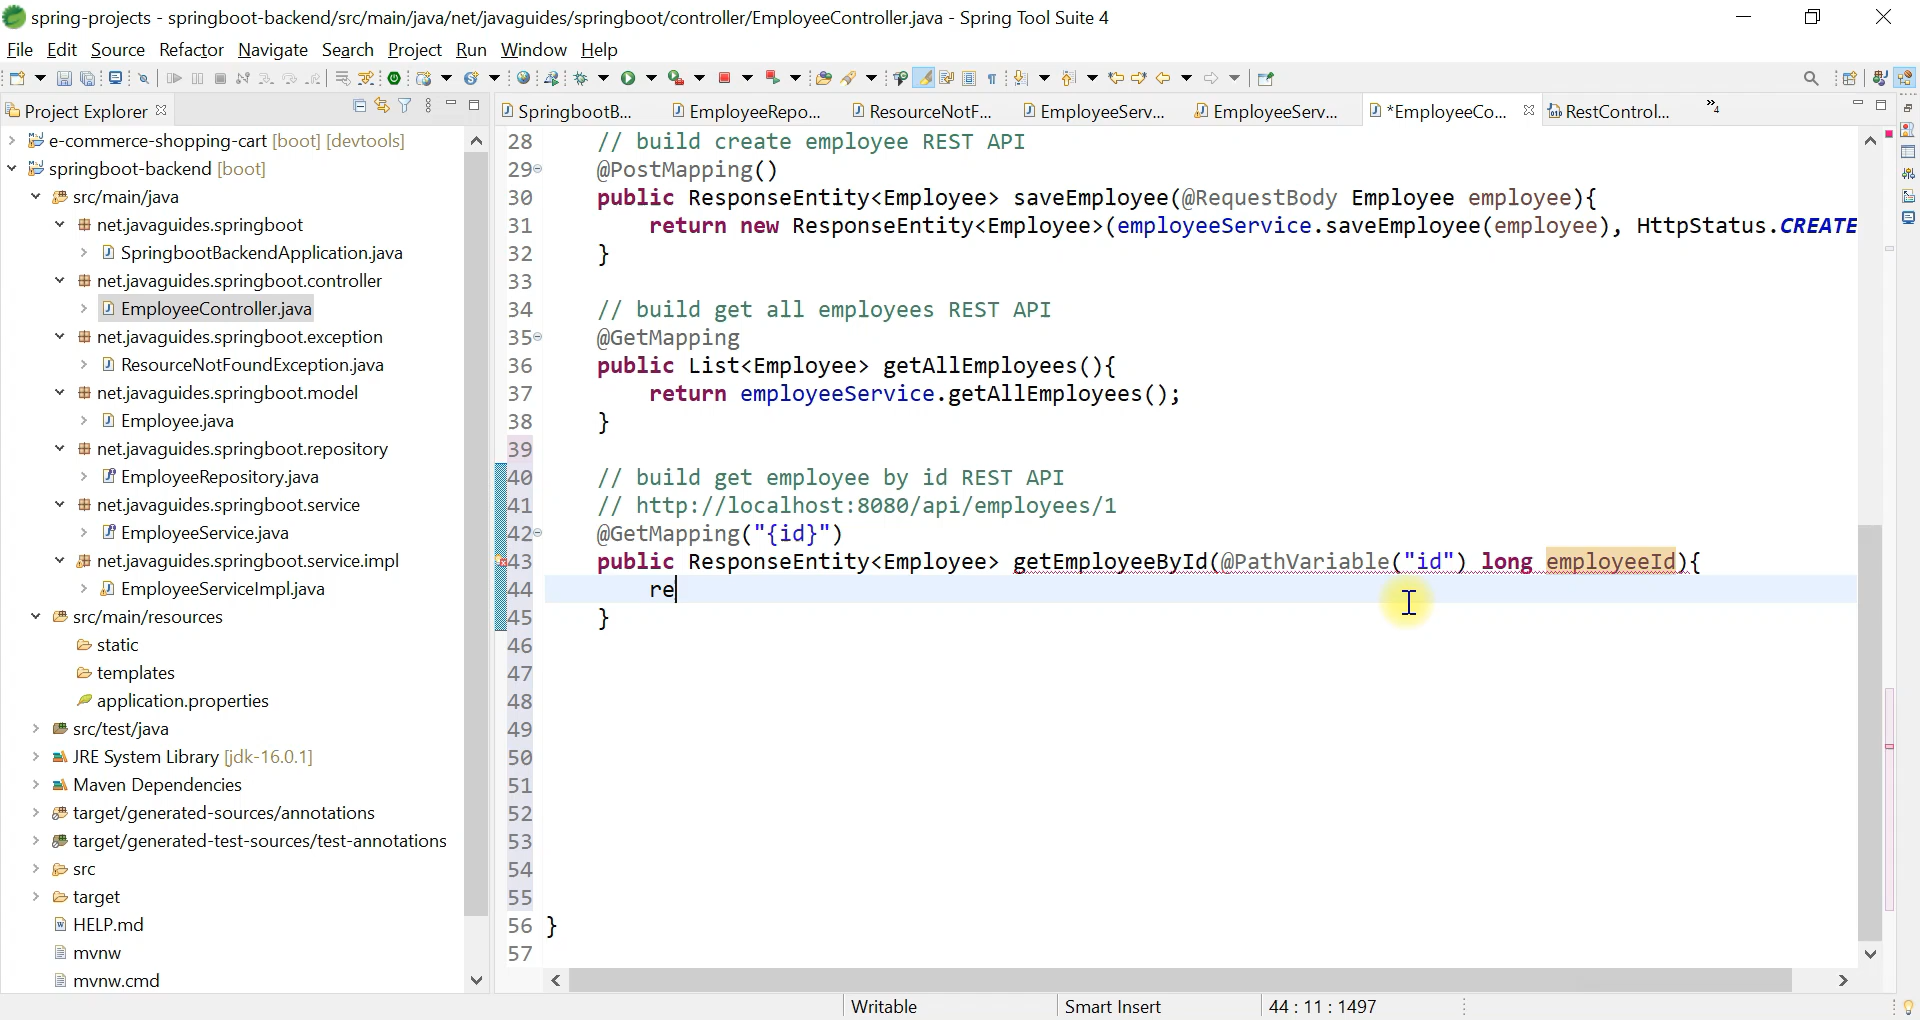 spring-projects - springboot-backend/src/main/java/net/javaguides/springboot/controller/EmployeeController.java - Spring Tool Suite 4
File Edit Source Refactor Navigate Search Project Run Window Help
Project Explorer
e-commerce-shopping-cart [boot] [devtools]
springboot-backend [boot]
src/main/java
net.javaguides.springboot
SpringbootBackendApplication.java
net.javaguides.springboot.controller
EmployeeController.java
net.javaguides.springboot.exception
ResourceNotFoundException.java
net.javaguides.springboot.model
Employee.java
net.javaguides.springboot.repository
EmployeeRepository.java
net.javaguides.springboot.service
EmployeeService.java
net.javaguides.springboot.service.impl
EmployeeServiceImpl.java
src/main/resources
static
templates
application.properties
src/test/java
JRE System Library [jdk-16.0.1]
Maven Dependencies
target/generated-sources/annotations
target/generated-test-sources/test-annotations
src
target
HELP.md
mvnw
mvnw.cmd
SpringbootB... EmployeeRepo... ResourceNotF... EmployeeServ... EmployeeServ... *EmployeeCo... RestControl... »4
28 // build create employee REST API
29 @PostMapping()
30 public ResponseEntity<Employee> saveEmployee(@RequestBody Employee employee){
31 return new ResponseEntity<Employee>(employeeService.saveEmployee(employee), HttpStatus.CREATE
32 }
33
34 // build get all employees REST API
35 @GetMapping
36 public List<Employee> getAllEmployees(){
37 return employeeService.getAllEmployees();
38 }
39
40 // build get employee by id REST API
41 // http://localhost:8080/api/employees/1
42 @GetMapping("{id}")
43 public ResponseEntity<Employee> getEmployeeById(@PathVariable("id") long employeeId){
44 re
45 }
46
47
48
49
50
51
52
53
54
55
56 }
57
Writable Smart Insert 44 : 11 : 1497